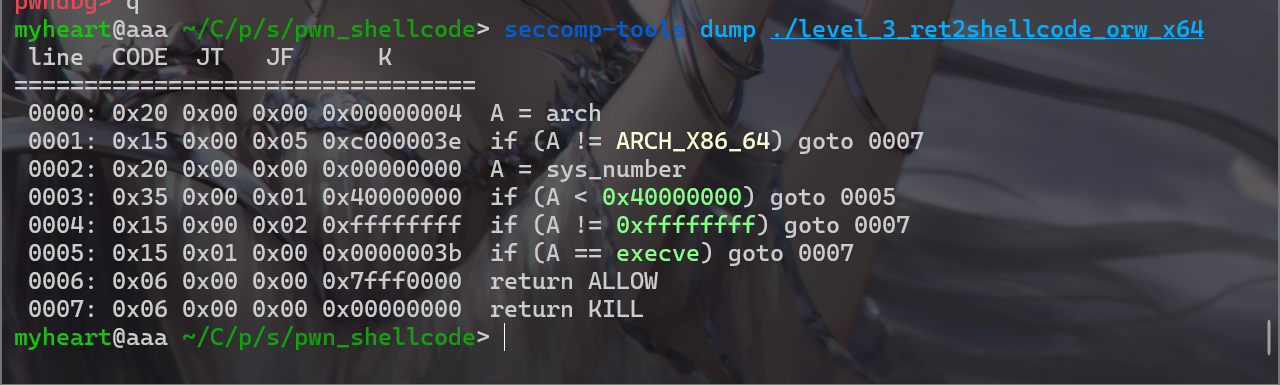 pwndbg> q
myheart@aaa ~/C/p/s/pwn_shellcode> seccomp-tools dump ./level_3_ret2shellcode_orw_x64
 line  CODE  JT   JF      K
=================================
 0000: 0x20 0x00 0x00 0x00000004  A = arch
 0001: 0x15 0x00 0x05 0xc000003e  if (A != ARCH_X86_64) goto 0007
 0002: 0x20 0x00 0x00 0x00000000  A = sys_number
 0003: 0x35 0x00 0x01 0x40000000  if (A < 0x40000000) goto 0005
 0004: 0x15 0x00 0x02 0xffffffff  if (A != 0xffffffff) goto 0007
 0005: 0x15 0x01 0x00 0x0000003b  if (A == execve) goto 0007
 0006: 0x06 0x00 0x00 0x7fff0000  return ALLOW
 0007: 0x06 0x00 0x00 0x00000000  return KILL
myheart@aaa ~/C/p/s/pwn_shellcode>